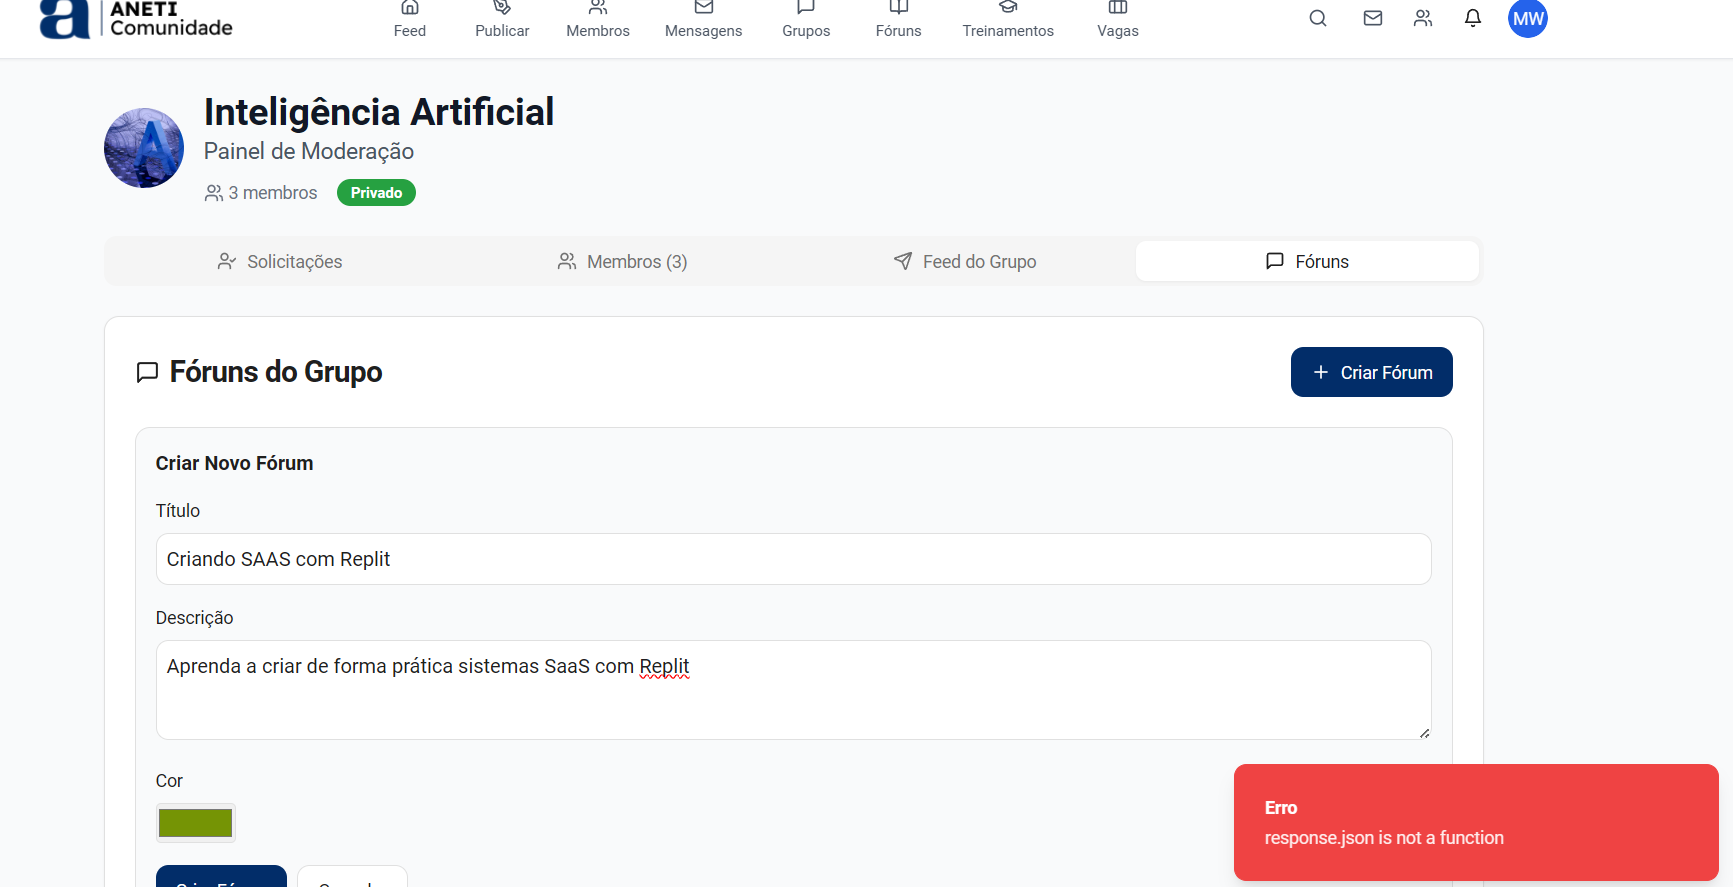 ANETI
Comunidade
Feed
Publicar
Membros
Mensagens
Grupos
Fóruns
Treinamentos
Vagas
MW
Inteligência Artificial
Painel de Moderação
3 membros
Privado
Solicitações
Membros (3)
Feed do Grupo
Fóruns
Fóruns do Grupo
Criar Fórum
Criar Novo Fórum
Título
Criando SAAS com Replit
Descrição
Aprenda a criar de forma prática sistemas SaaS com Replit
Cor
Erro
response.json is not a function